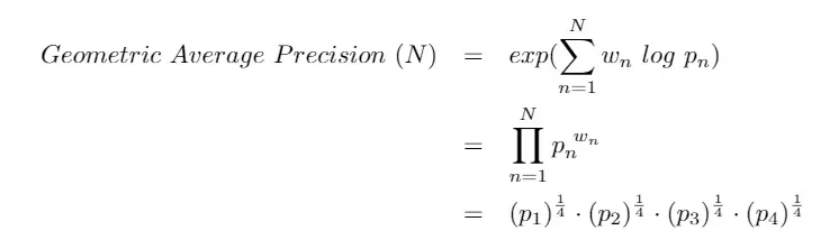 Geometric Average Precision (N) = exp(∑_{n=1}^{N} w_n log p_n)
= ∏_{n=1}^{N} p_n^{w_n}
= (p_1)^{1/4} · (p_2)^{1/4} · (p_3)^{1/4} · (p_4)^{1/4}